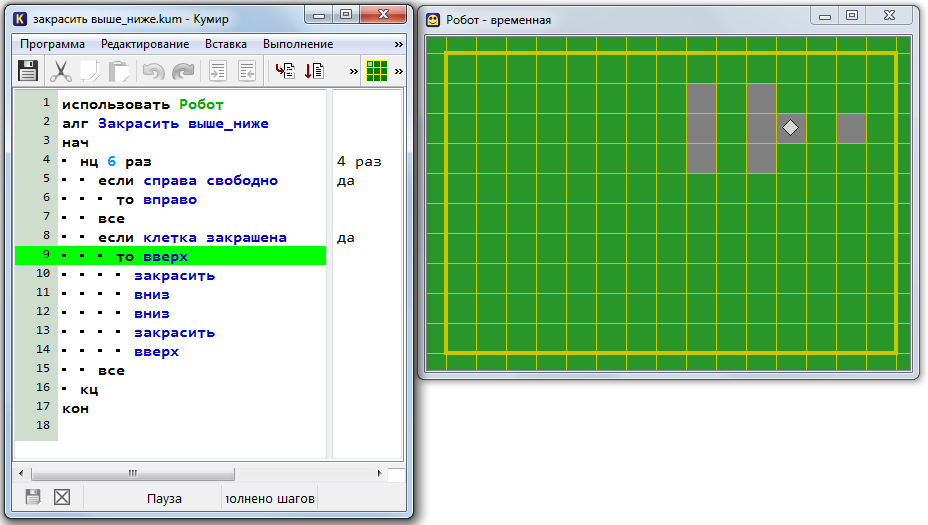 закрасить выше_ниже.kum - Кумир
Программа Редактирование Вставка Выполнение »
» »
1 использовать Робот
2 алг Закрасить выше_ниже
3 нач
4 нц 6 раз 4 раз
5 если справа свободно да
6 то вправо
7 все
8 если клетка закрашена да
9 то вверх
10 закрасить
11 вниз
12 вниз
13 закрасить
14 вверх
15 все
16 кц
17 кон
18
Пауза олнено шагов
Робот - временная